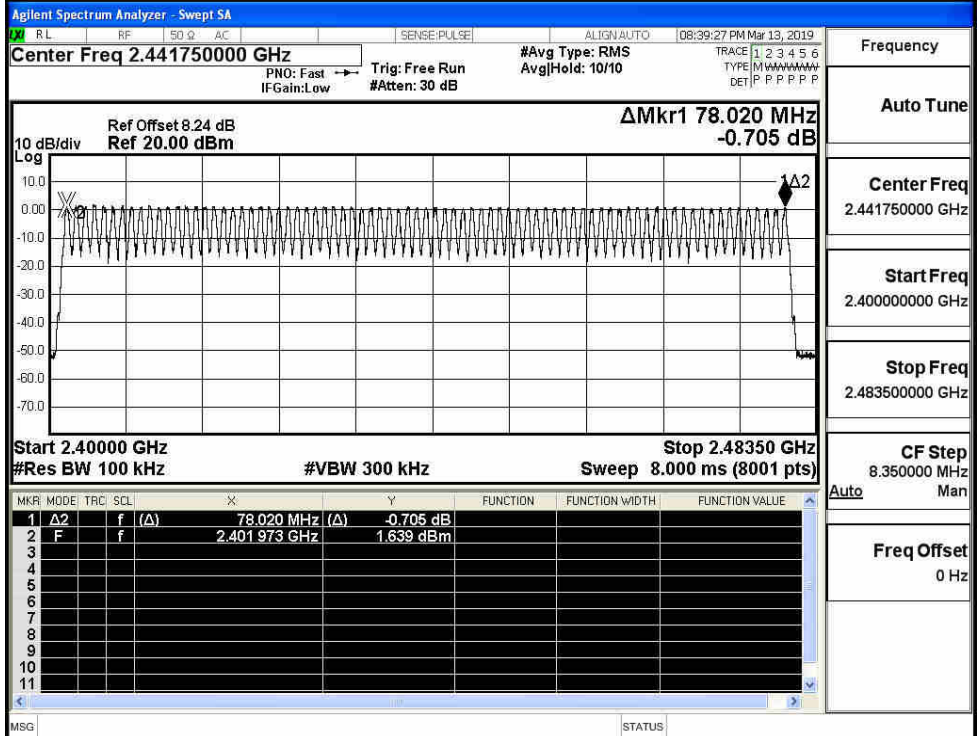 Agilent Spectrum Analyzer - Swept SA
LXI RL RF 50 Ω AC SENSE:PULSE ALIGNAUTO 08:39:27 PM Mar 13, 2019
Center Freq 2.441750000 GHz
PNO: Fast
IFGain:Low
Trig: Free Run
#Atten: 30 dB
#Avg Type: RMS
Avg|Hold: 10/10
TRACE 1 2 3 4 5 6
TYPE M WWWWW
DET P P P P P P
ΔMkr1 78.020 MHz
-0.705 dB
Ref Offset 8.24 dB
10 dB/div Ref 20.00 dBm
Log
10.0
0.00
-10.0
-20.0
-30.0
-40.0
-50.0
-60.0
-70.0
2
1Δ2
Start 2.40000 GHz Stop 2.48350 GHz
#Res BW 100 kHz #VBW 300 kHz Sweep 8.000 ms (8001 pts)
MKR MODE TRC SCL X Y FUNCTION FUNCTION WIDTH FUNCTION VALUE
1 Δ2 f (Δ) 78.020 MHz (Δ) -0.705 dB
2 F f 2.401 973 GHz 1.639 dBm
3
4
5
6
7
8
9
10
11
MSG STATUS
Frequency
Auto Tune
Center Freq
2.441750000 GHz
Start Freq
2.400000000 GHz
Stop Freq
2.483500000 GHz
CF Step
8.350000 MHz
Auto Man
Freq Offset
0 Hz